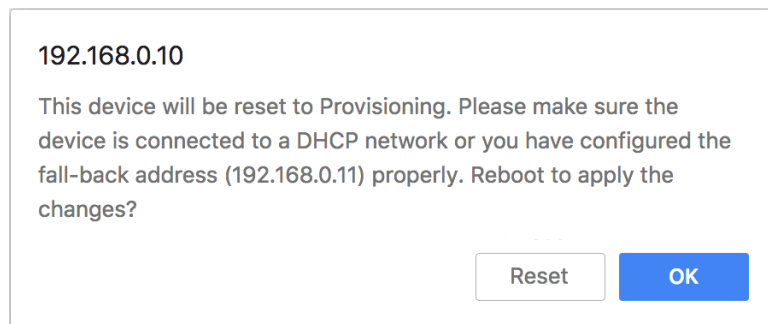 192.168.0.10
This device will be reset to Provisioning. Please make sure the
device is connected to a DHCP network or you have configured the
fall-back address (192.168.0.11) properly. Reboot to apply the
changes?
Reset
OK